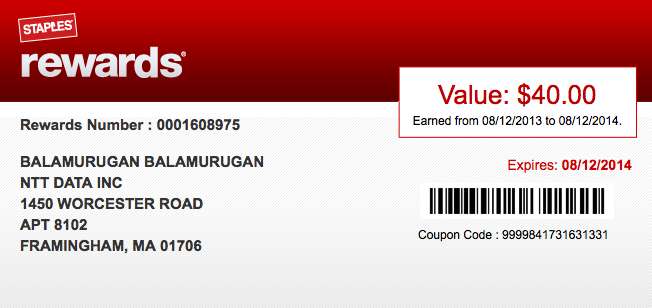 STAPLES
rewards®
Value: $40.00
Earned from 08/12/2013 to 08/12/2014.
Rewards Number : 0001608975
Expires: 08/12/2014
BALAMURUGAN BALAMURUGAN
NTT DATA INC
1450 WORCESTER ROAD
APT 8102
FRAMINGHAM, MA 01706
Coupon Code : 9999841731631331